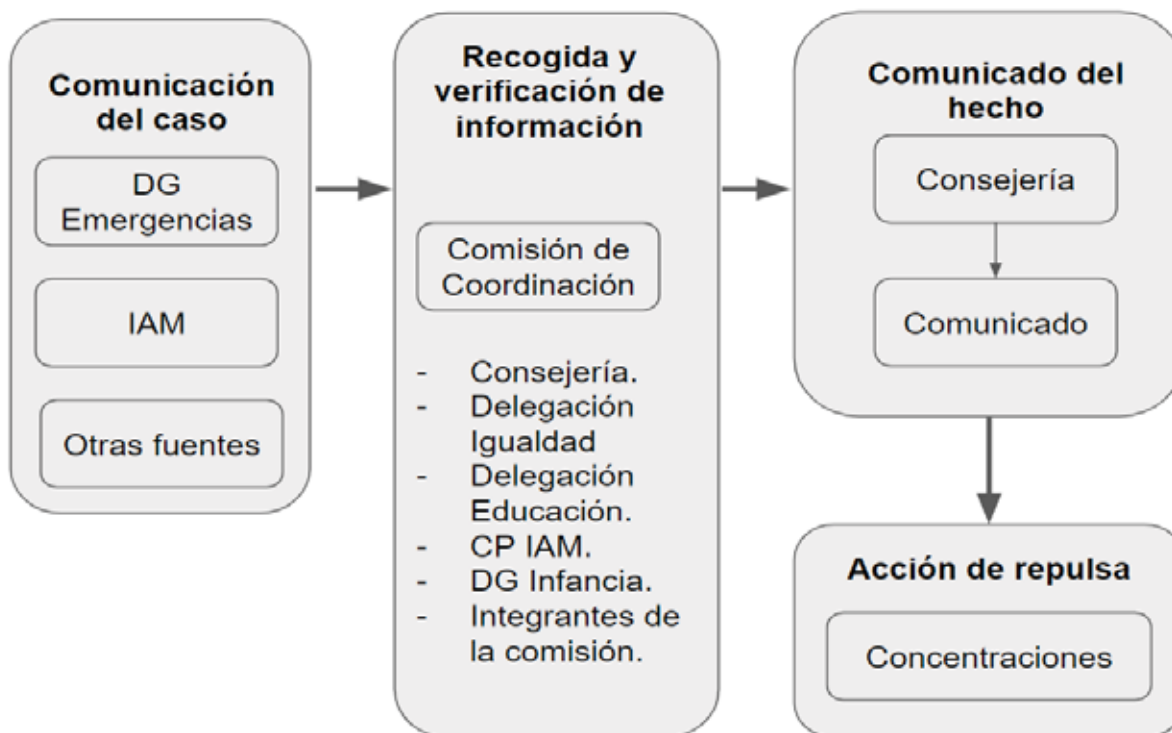 Comunicación
del caso
DG
Emergencias
IAM
Otras fuentes
Recogida y
verificación de
información
Comisión de
Coordinación
- Consejería.
- Delegación
Igualdad
- Delegación
Educación.
- CP IAM.
- DG Infancia.
- Integrantes de
la comisión.
Comunicado del
hecho
Consejería
Comunicado
Acción de repulsa
Concentraciones